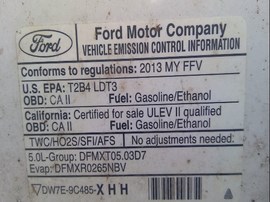 Ford
Ford Motor Company
VEHICLE EMISSION CONTROL INFORMATION
Conforms to regulations: 2013 MY FFV
U.S. EPA: T2B4 LDT3
OBD: CA II Fuel: Gasoline/Ethanol
California: Certified for sale ULEV II qualified
OBD: CA II Fuel: Gasoline/Ethanol
TWC/HO2S/SFI/AFS No adjustments needed.
5.0L-Group: DFMXT05.03D7
Evap: DFMXR0265NBV
DW7E-9C485- X H H